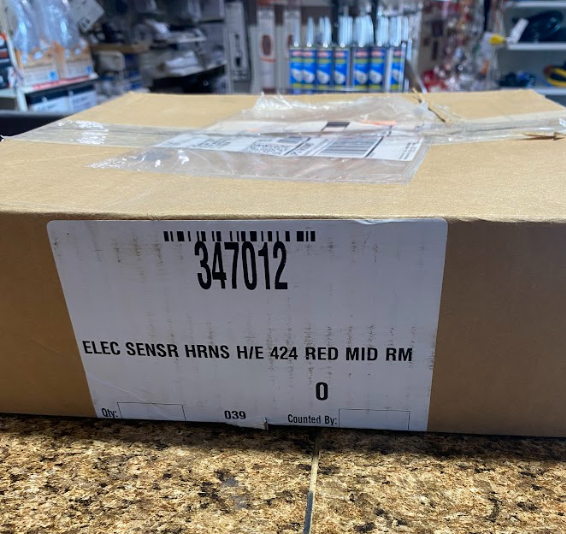 347012
ELEC SENSR HRNS H/E 424 RED MID RM
0
Qty: 039 Counted By: